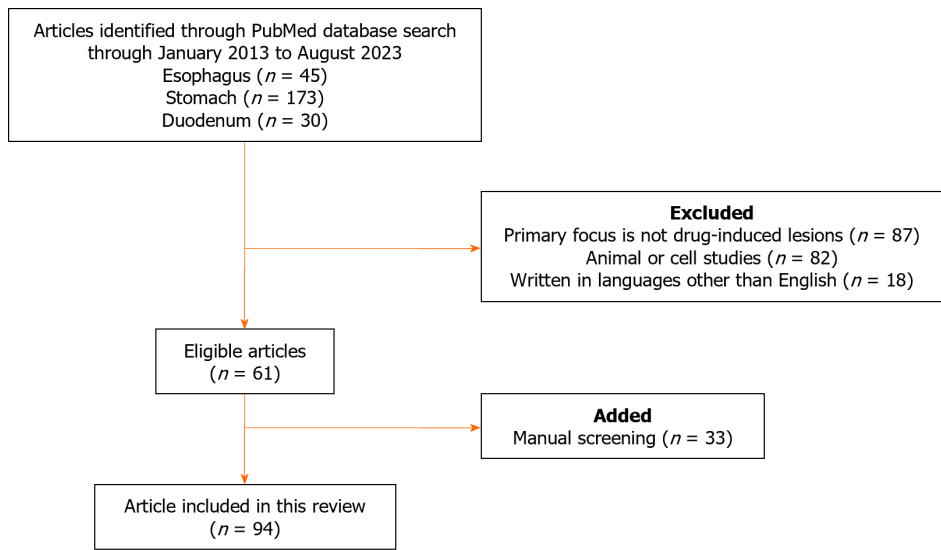 Articles identified through PubMed database search
through January 2013 to August 2023
Esophagus (n = 45)
Stomach (n = 173)
Duodenum (n = 30)
Excluded
Primary focus is not drug-induced lesions (n = 87)
Animal or cell studies (n = 82)
Written in languages other than English (n = 18)
Eligible articles
(n = 61)
Added
Manual screening (n = 33)
Article included in this review
(n = 94)